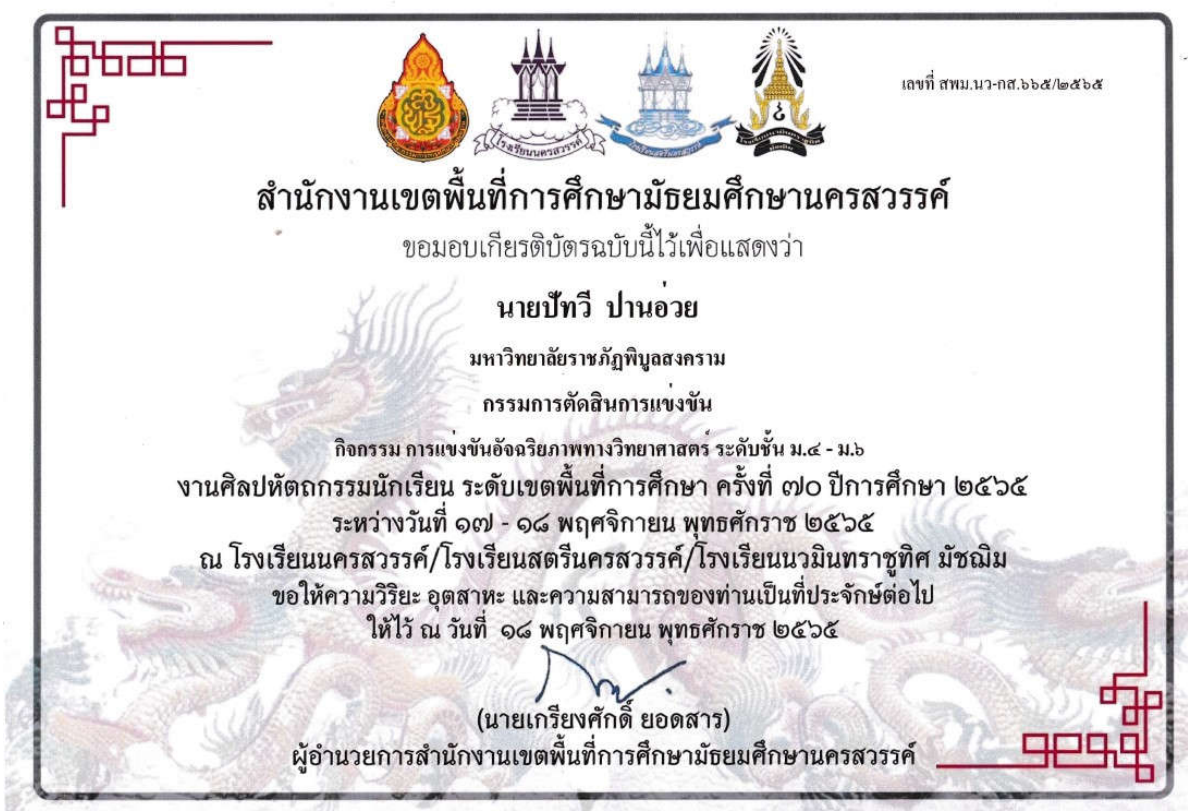 เลขที่ สพม.นว-กส.๖๖๕/๒๕๖๕
โรงเรียนนครสวรรค์
สำนักงานเขตพื้นที่การศึกษามัธยมศึกษานครสวรรค์
ขอมอบเกียรติบัตรฉบับนี้ไว้เพื่อแสดงว่า
นายปัทวี ปานอ่วย
มหาวิทยาลัยราชภัฏพิบูลสงคราม
กรรมการตัดสินการแข่งขัน
กิจกรรม การแข่งขันอัจฉริยภาพทางวิทยาศาสตร์ ระดับชั้น ม.๔ - ม.๖
งานศิลปหัตถกรรมนักเรียน ระดับเขตพื้นที่การศึกษา ครั้งที่ ๗๐ ปีการศึกษา ๒๕๖๕
ระหว่างวันที่ ๑๗ - ๑๘ พฤศจิกายน พุทธศักราช ๒๕๖๕
ณ โรงเรียนนครสวรรค์/โรงเรียนสตรีนครสวรรค์/โรงเรียนนวมินทราชูทิศ มัชฌิม
ขอให้ความวิริยะ อุตสาหะ และความสามารถของท่านเป็นที่ประจักษ์ต่อไป
ให้ไว้ ณ วันที่ ๑๘ พฤศจิกายน พุทธศักราช ๒๕๖๕
(นายเกรียงศักดิ์ ยอดสาร)
ผู้อำนวยการสำนักงานเขตพื้นที่การศึกษามัธยมศึกษานครสวรรค์